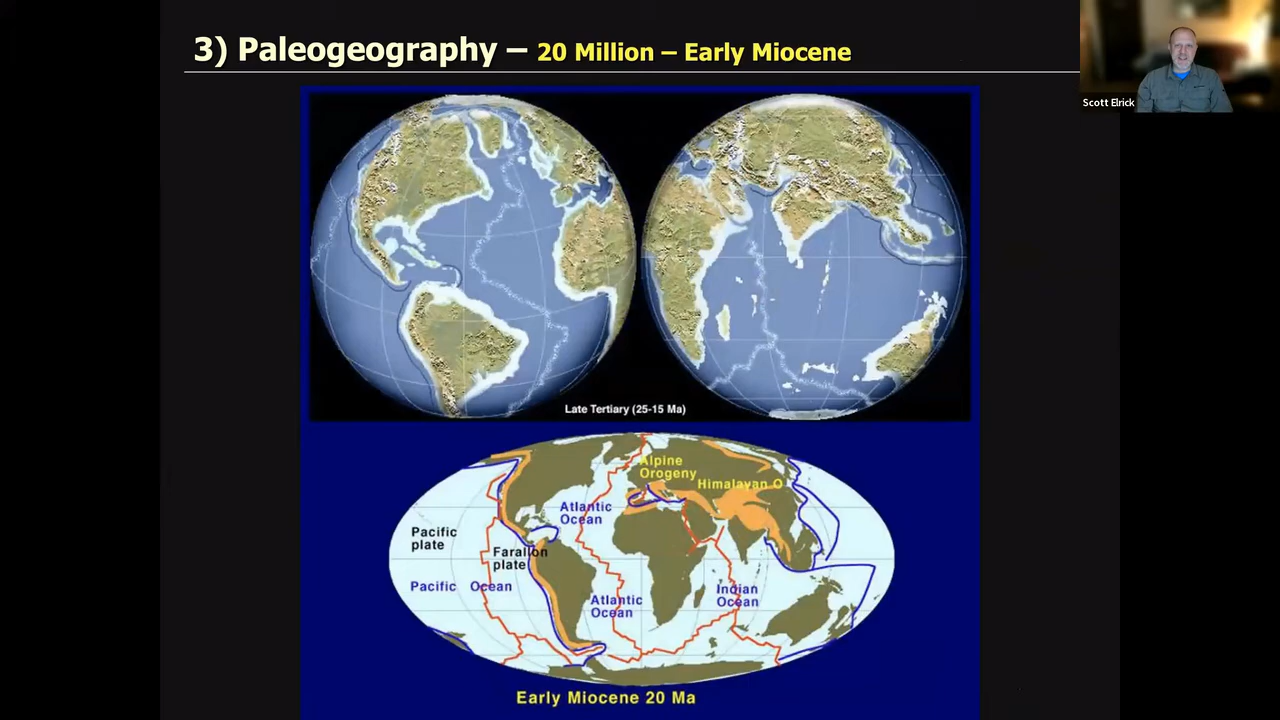 3) Paleogeography – 20 Million – Early Miocene
Scott Elrick
Late Tertiary (25-15 Ma)
Alpine
Orogeny
Himalayan O
Atlantic
Ocean
Pacific
plate
Farallon
plate
Pacific Ocean
Atlantic
Ocean
Indian
Ocean
Early Miocene 20 Ma